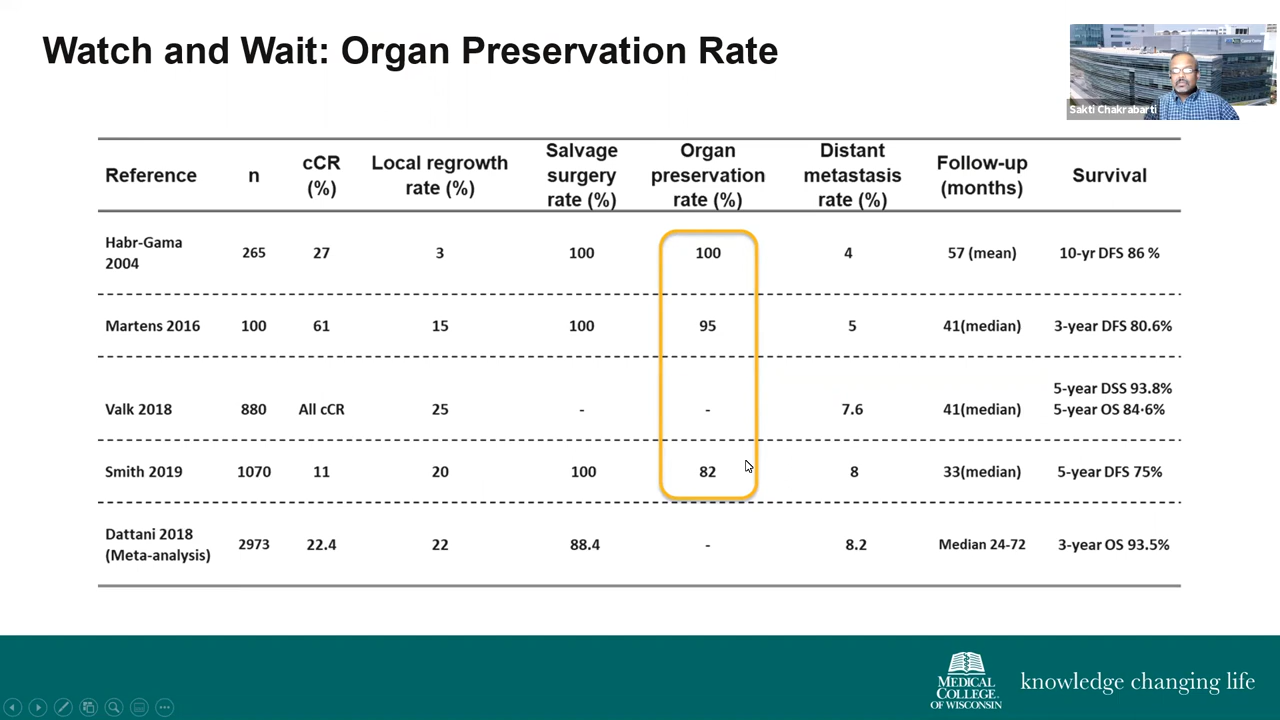 Watch and Wait: Organ Preservation Rate
Sakti Chakrabarti
Reference n cCR (%) Local regrowth rate (%) Salvage surgery rate (%) Organ preservation rate (%) Distant metastasis rate (%) Follow-up (months) Survival
Habr-Gama 2004 265 27 3 100 100 4 57 (mean) 10-yr DFS 86 %
Martens 2016 100 61 15 100 95 5 41(median) 3-year DFS 80.6%
Valk 2018 880 All cCR 25 - - 7.6 41(median) 5-year DSS 93.8% 5-year OS 84·6%
Smith 2019 1070 11 20 100 82 8 33(median) 5-year DFS 75%
Dattani 2018 (Meta-analysis) 2973 22.4 22 88.4 - 8.2 Median 24-72 3-year OS 93.5%
MEDICAL
COLLEGE
OF WISCONSIN
knowledge changing life